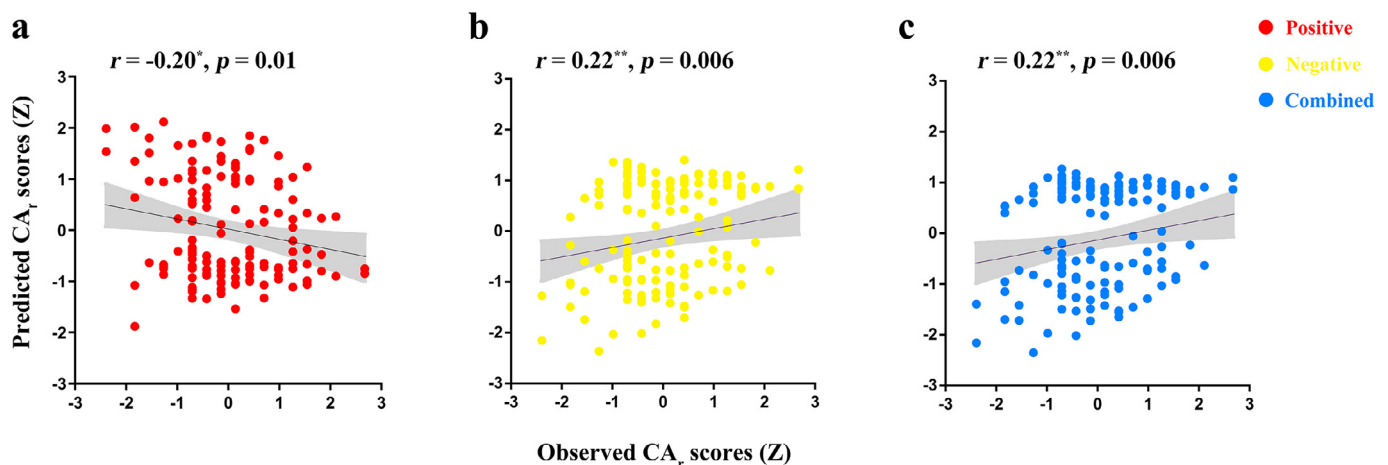 a
r = -0.20*, p = 0.01
3
2
1
0
-1
-2
-3
-3 -2 -1 0 1 2 3
Predicted CAr scores (Z)
b
r = 0.22**, p = 0.006
3
2
1
0
-1
-2
-3
-3 -2 -1 0 1 2 3
Observed CAr scores (Z)
c
r = 0.22**, p = 0.006
3
2
1
0
-1
-2
-3
-3 -2 -1 0 1 2 3
Positive
Negative
Combined